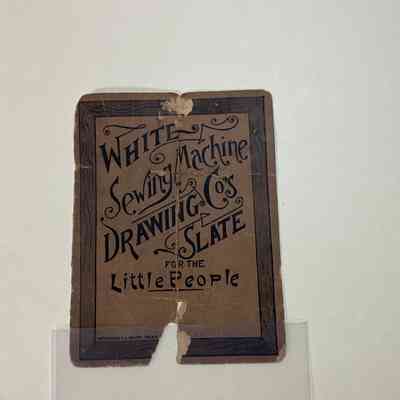 WHITE
Sewing Machine
Co's
DRAWING
SLATE
FOR THE
Little People